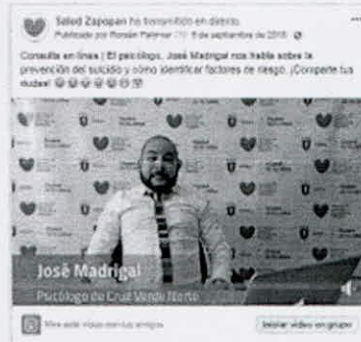 Salud Zapopan ha transmitido en directo.
Publicado por Román Palomar 5 de septiembre de 2018
Consulta en línea | El psicólogo, José Madrigal nos habla sobre la
prevención del suicidio y cómo identificar factores de riesgo. ¡Comparte tus
dudas!
José Madrigal
Psicólogo de Cruz Verde Norte
Mira este video con tus amigos
Iniciar video en grupo